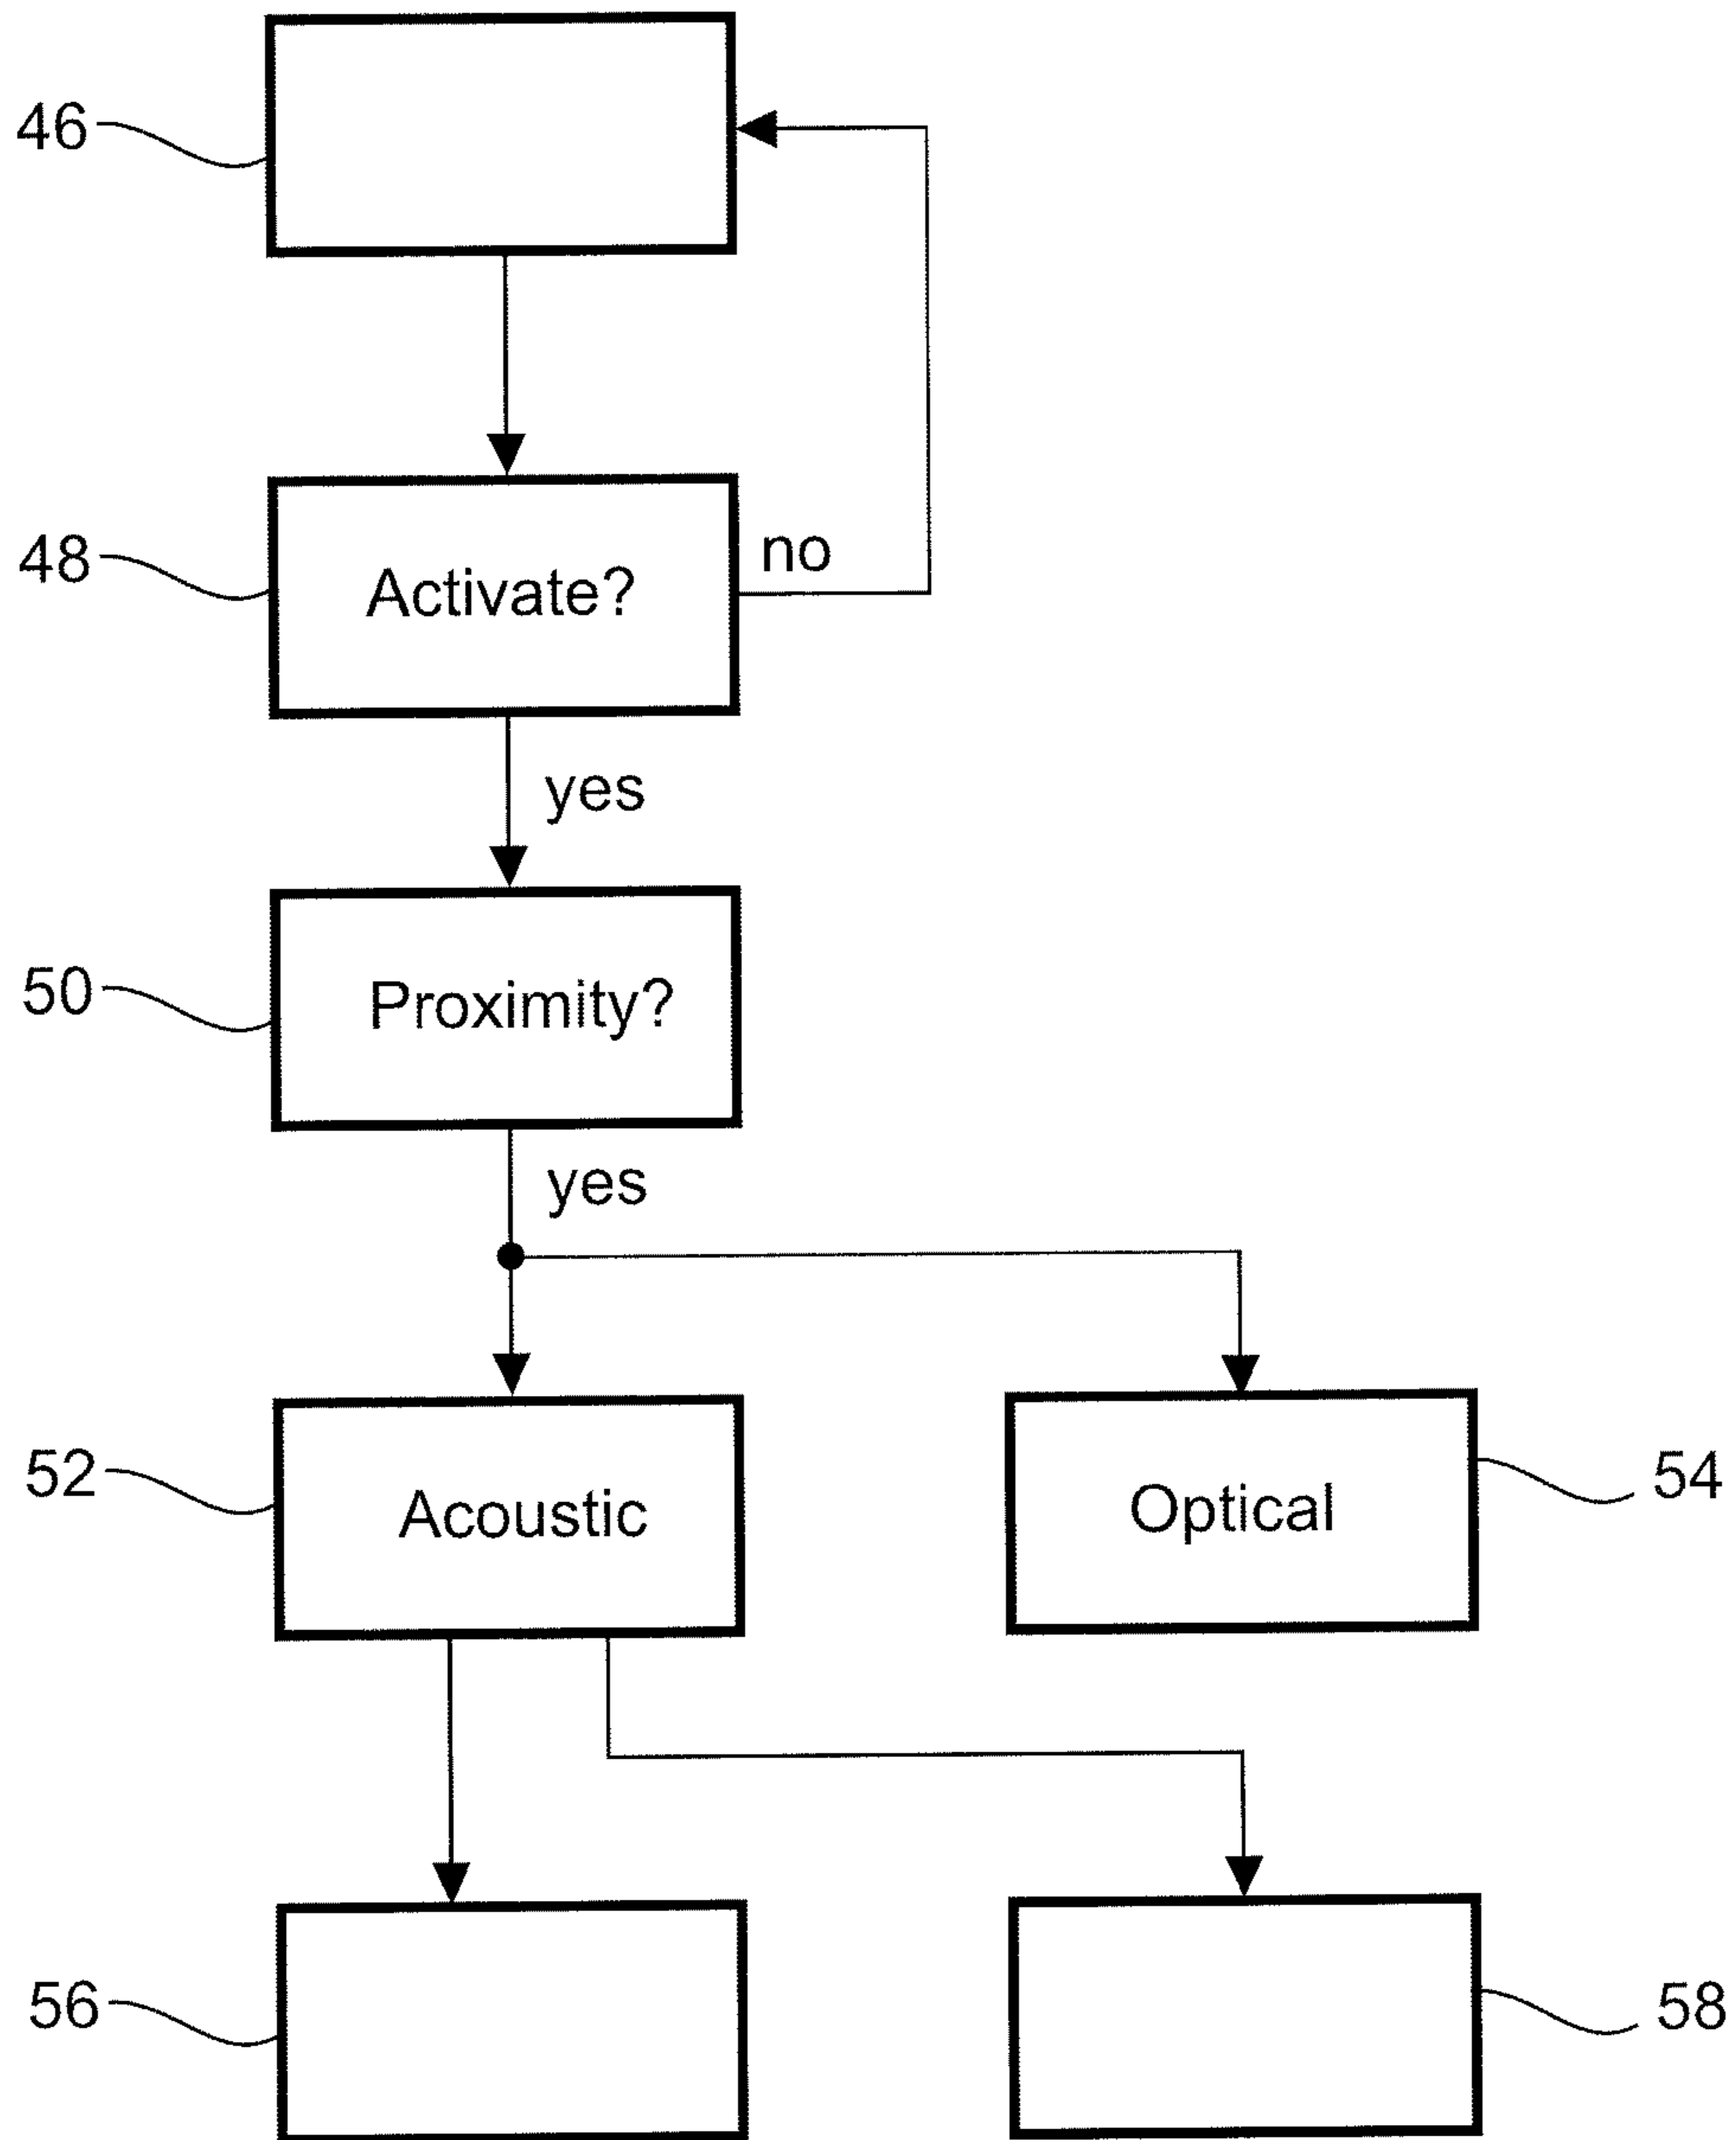 46
48
Activate?
no
yes
50
Proximity?
yes
52
Acoustic
Optical
54
56
58